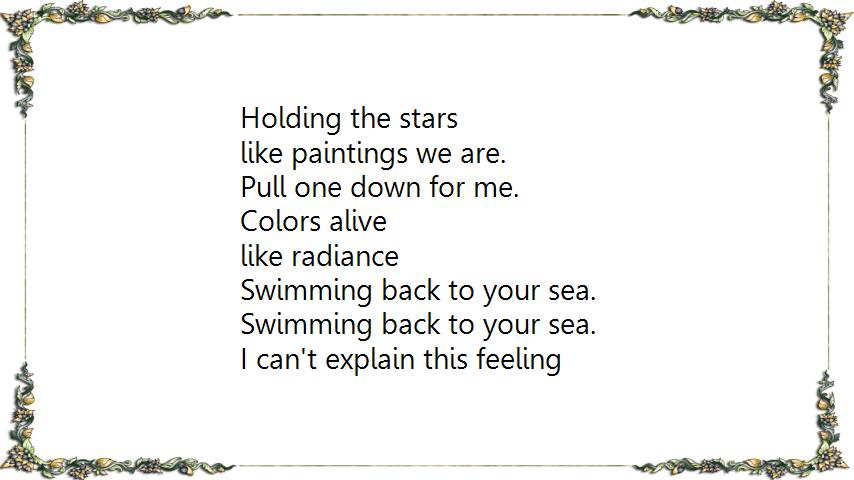 Holding the stars
like paintings we are.
Pull one down for me.
Colors alive
like radiance
Swimming back to your sea.
Swimming back to your sea.
I can't explain this feeling